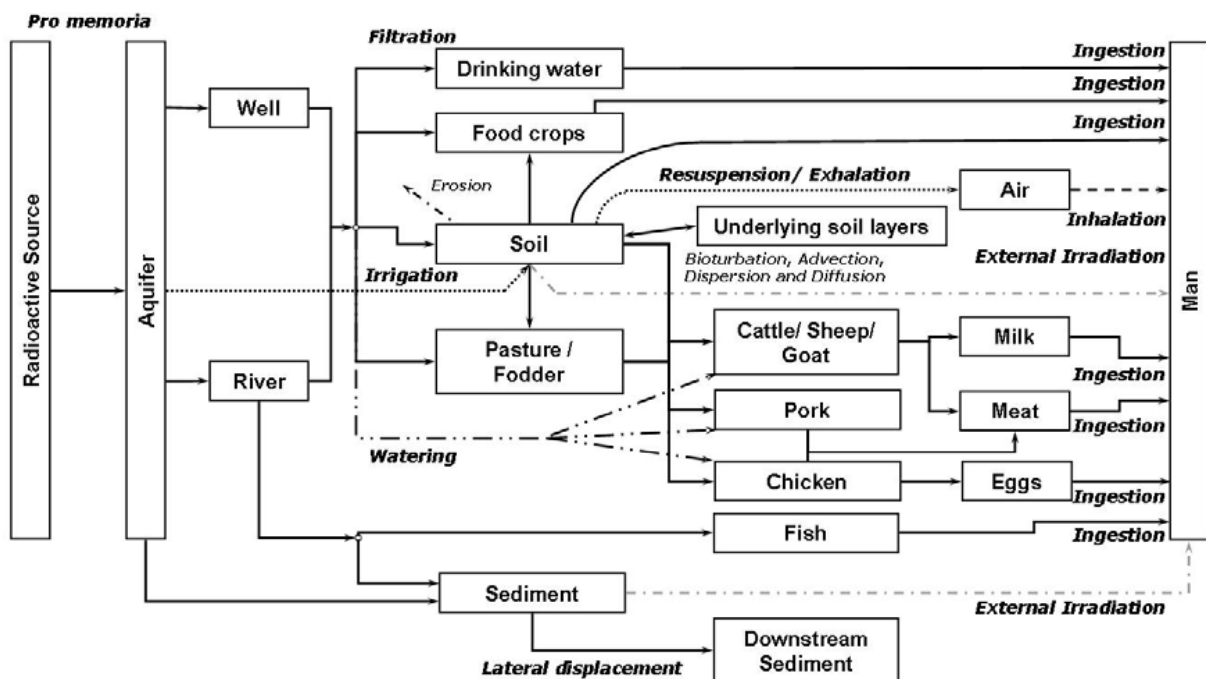 Pro memoria
Radioactive Source
Aquifer
Well
River
Filtration
Drinking water
Food crops
Erosion
Soil
Irrigation
Pasture /
Fodder
Watering
Resuspension/ Exhalation
Underlying soil layers
Bioturbation, Advection,
Dispersion and Diffusion
Cattle/ Sheep/
Goat
Pork
Chicken
Fish
Sediment
Lateral displacement
Downstream
Sediment
Air
Milk
Meat
Eggs
Ingestion
Ingestion
Ingestion
Inhalation
External Irradiation
Ingestion
Ingestion
Ingestion
Ingestion
External Irradiation
Man